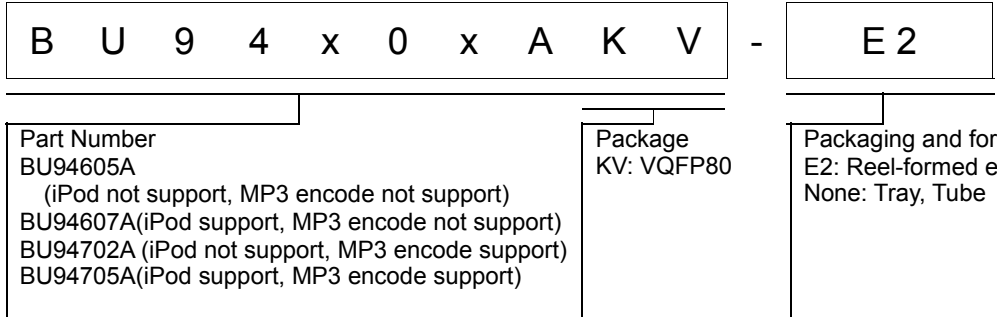 B U 9 4 x 0 x A K V - E 2
Part Number
BU94605A
(iPod not support, MP3 encode not support)
BU94607A(iPod support, MP3 encode not support)
BU94702A (iPod not support, MP3 encode support)
BU94705A(iPod support, MP3 encode support)
Package
KV: VQFP80
Packaging and
E2: Reel-formed
None: Tray, Tube